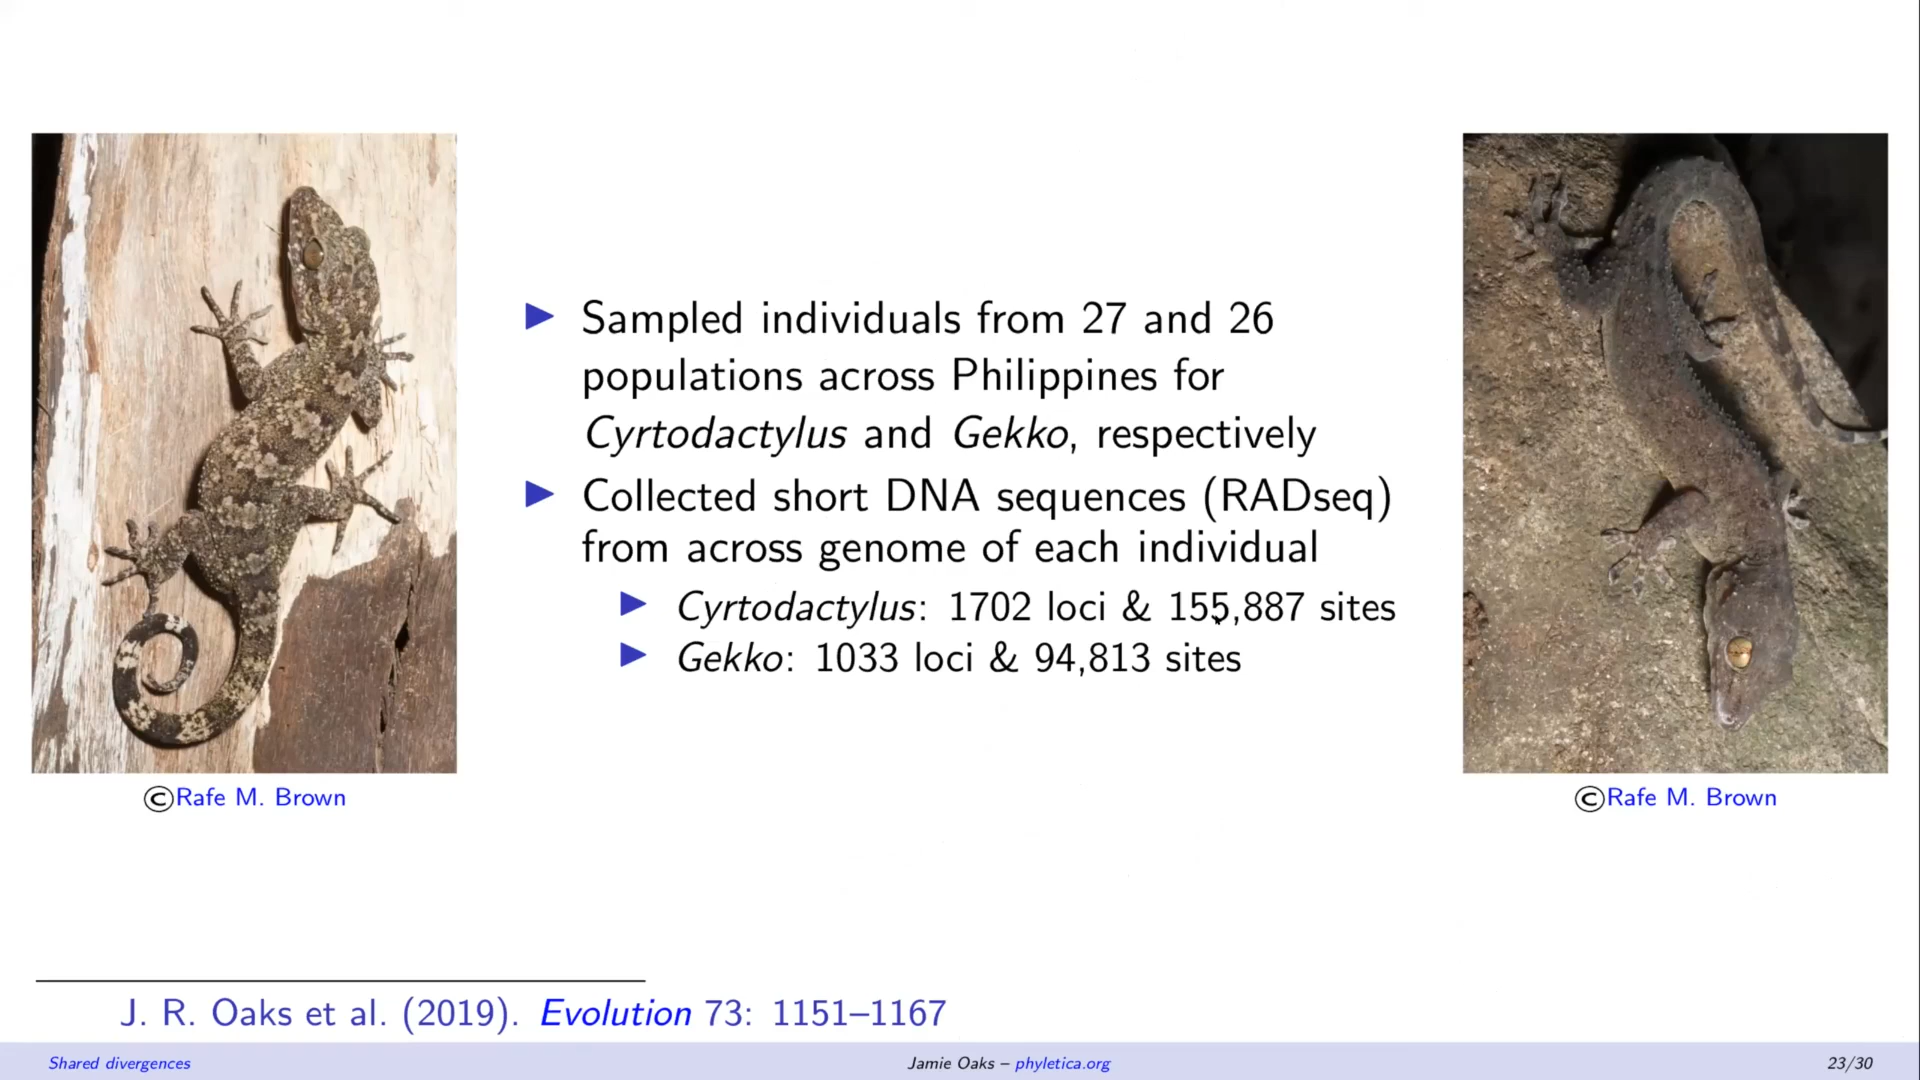 Sampled individuals from 27 and 26
populations across Philippines for
Cyrtodactylus and Gekko, respectively
Collected short DNA sequences (RADseq)
from across genome of each individual
Cyrtodactylus: 1702 loci & 155,887 sites
Gekko: 1033 loci & 94,813 sites
©Rafe M. Brown
©Rafe M. Brown
J. R. Oaks et al. (2019). Evolution 73: 1151–1167
Shared divergences
Jamie Oaks – phyletica.org
23/30